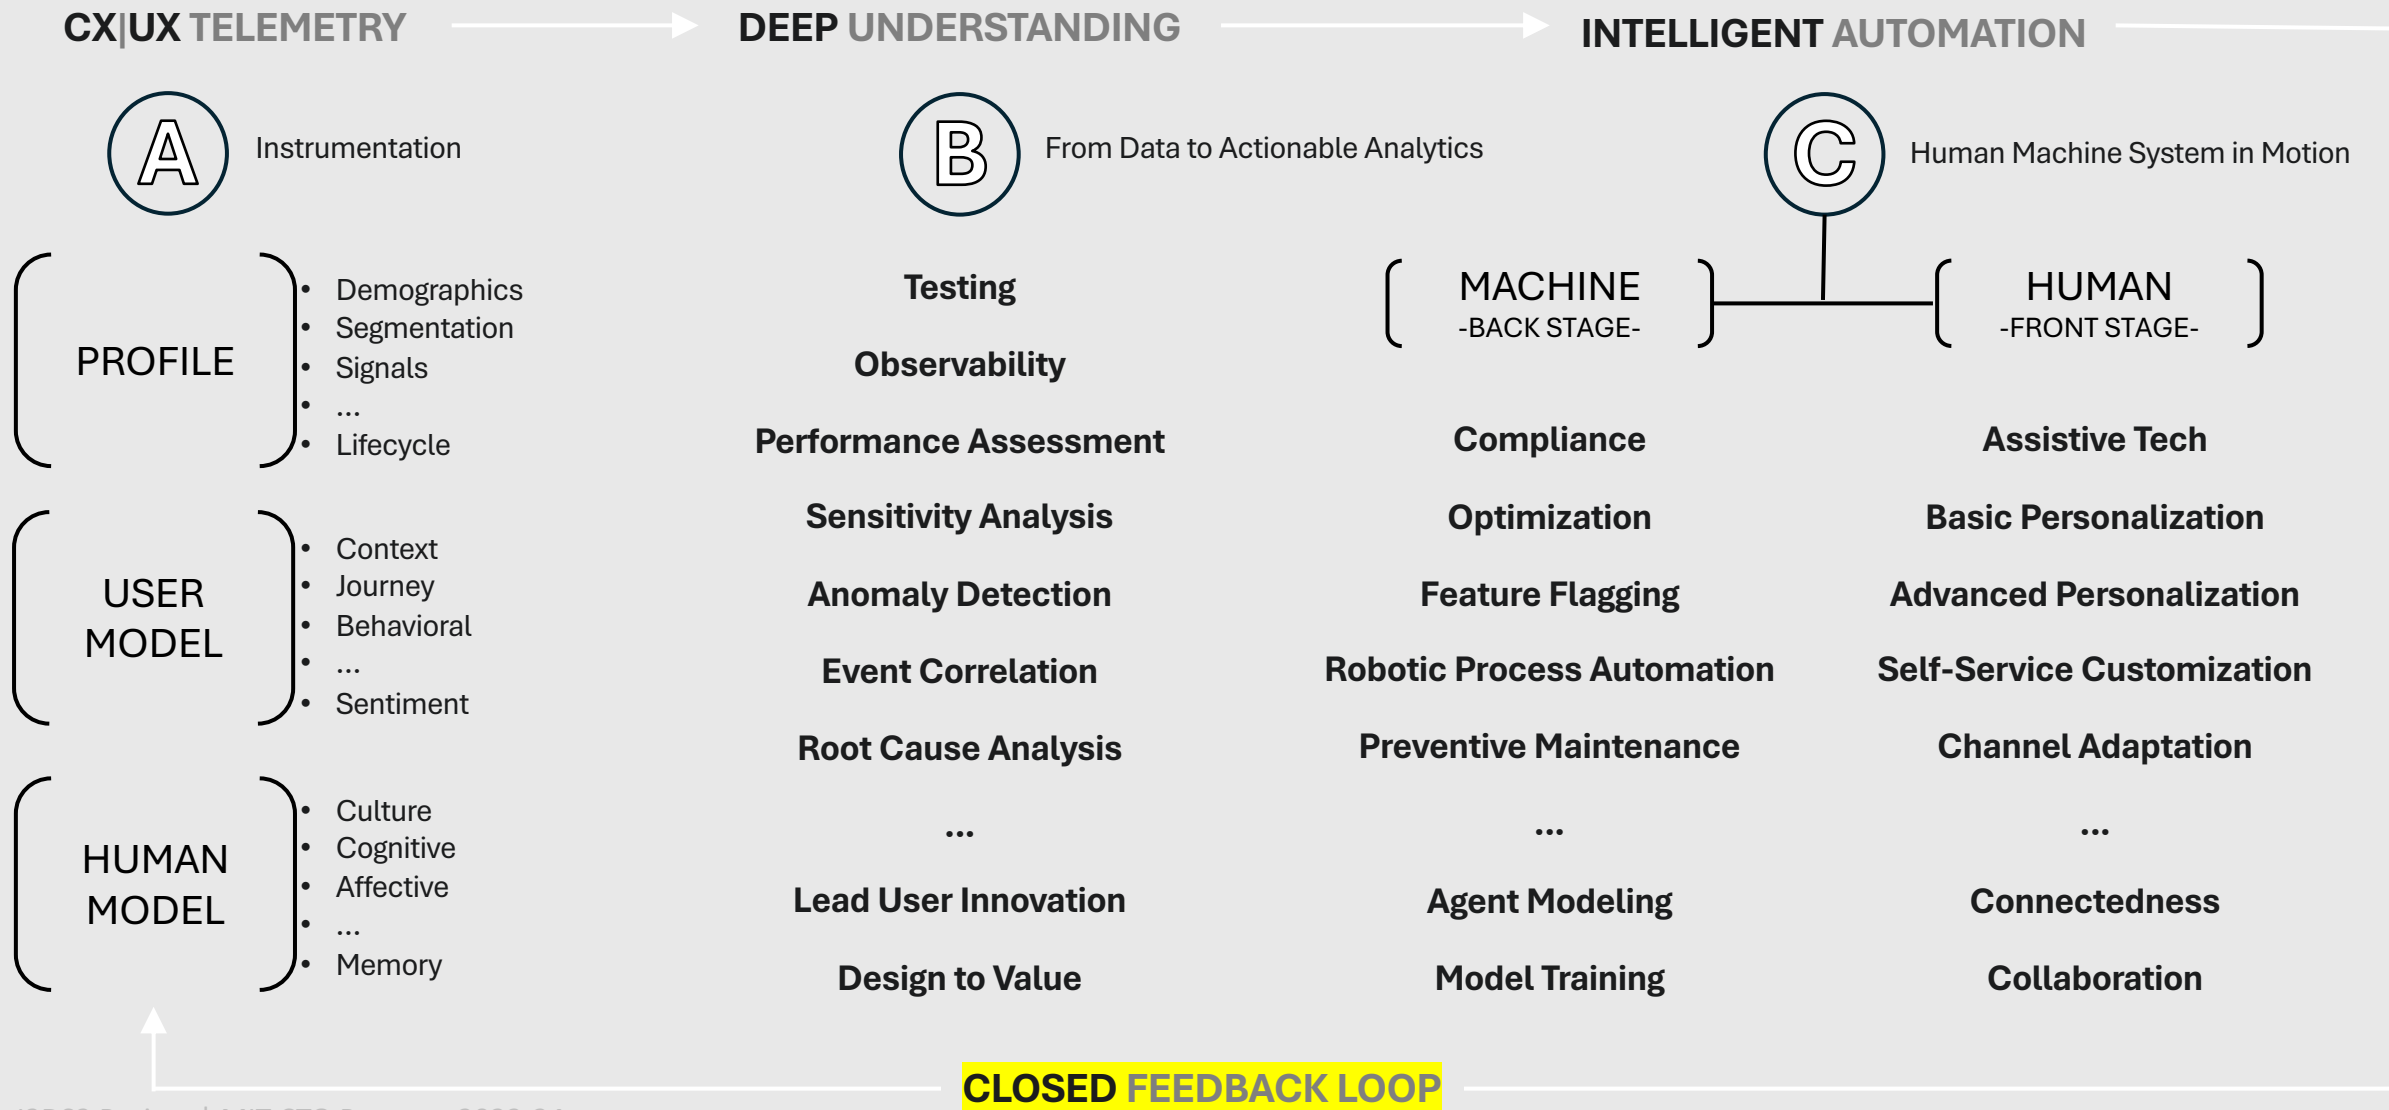 CX|UX TELEMETRY
DEEP UNDERSTANDING
INTELLIGENT AUTOMATION
A
Instrumentation
B
From Data to Actionable Analytics
C
Human Machine System in Motion
PROFILE
• Demographics
• Segmentation
• Signals
• ...
• Lifecycle
USER
MODEL
• Context
• Journey
• Behavioral
• ...
• Sentiment
HUMAN
MODEL
• Culture
• Cognitive
• Affective
• ...
• Memory
Testing
Observability
Performance Assessment
Sensitivity Analysis
Anomaly Detection
Event Correlation
Root Cause Analysis
...
Lead User Innovation
Design to Value
MACHINE
-BACK STAGE-
Compliance
Optimization
Feature Flagging
Robotic Process Automation
Preventive Maintenance
...
Agent Modeling
Model Training
HUMAN
-FRONT STAGE-
Assistive Tech
Basic Personalization
Advanced Personalization
Self-Service Customization
Channel Adaptation
...
Connectedness
Collaboration
CLOSED FEEDBACK LOOP